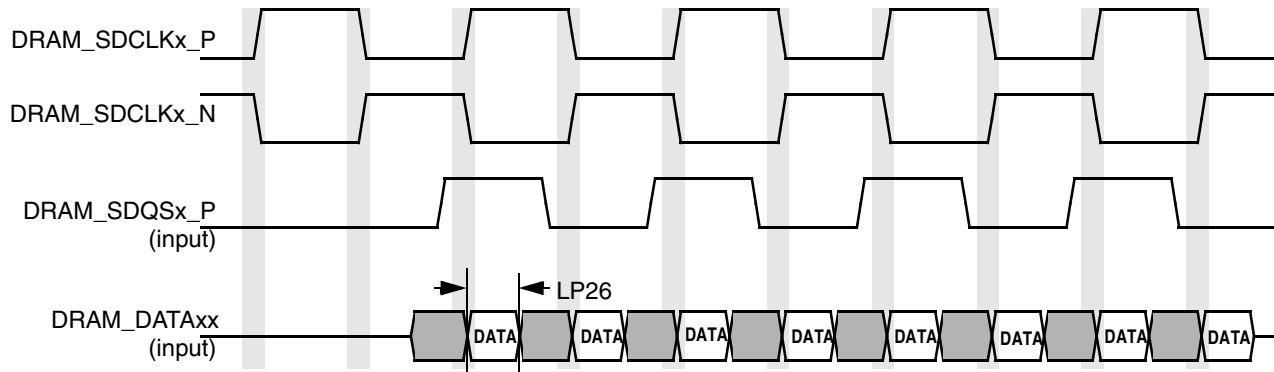 DRAM_SDCLKx_P
DRAM_SDCLKx_N
DRAM_SDQSx_P
(input)
LP26
DRAM_DATAxx
(input)
DATA DATA DATA DATA DATA DATA DATA DATA